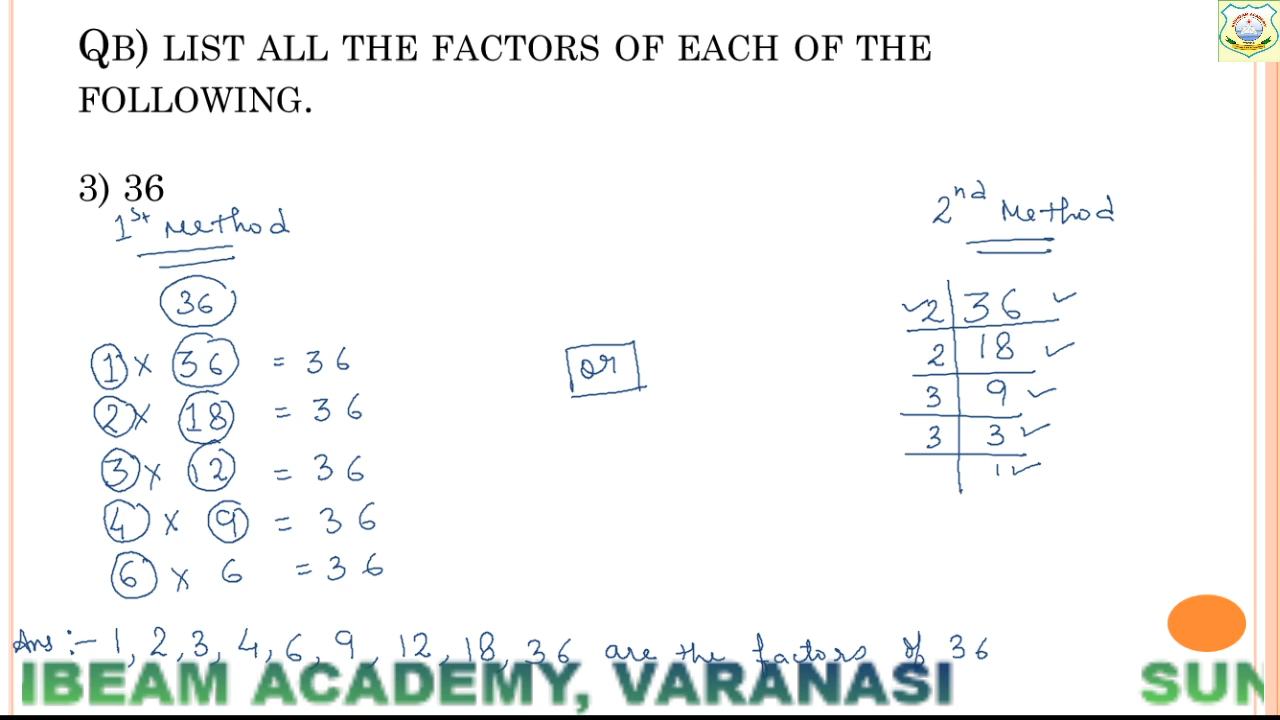 QB) LIST ALL THE FACTORS OF EACH OF THE
FOLLOWING.
3) 36
1st Method
36
1 × 36 = 36
2 × 18 = 36
3 × 12 = 36
4 × 9 = 36
6 × 6 = 36
or
2nd Method
2 36
2 18
3 9
3 3
1
Ans :- 1, 2, 3, 4, 6, 9, 12, 18, 36 are the factors of 36
IBEAM ACADEMY, VARANASI SUN